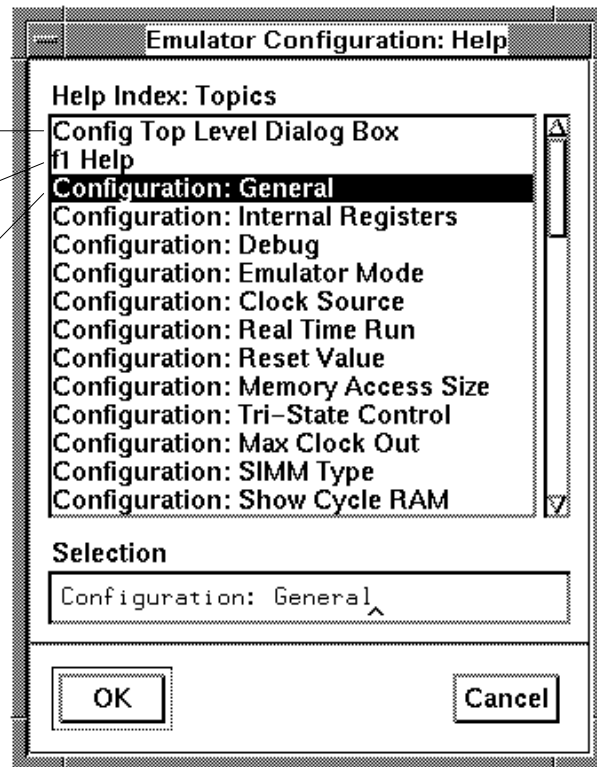 Emulator Configuration: Help
Help Index: Topics
Config Top Level Dialog Box
f1 Help
Configuration: General
Configuration: Internal Registers
Configuration: Debug
Configuration: Emulator Mode
Configuration: Clock Source
Configuration: Real Time Run
Configuration: Reset Value
Configuration: Memory Access Size
Configuration: Tri-State Control
Configuration: Max Clock Out
Configuration: SIMM Type
Configuration: Show Cycle RAM
Selection
Configuration: General
OK
Cancel